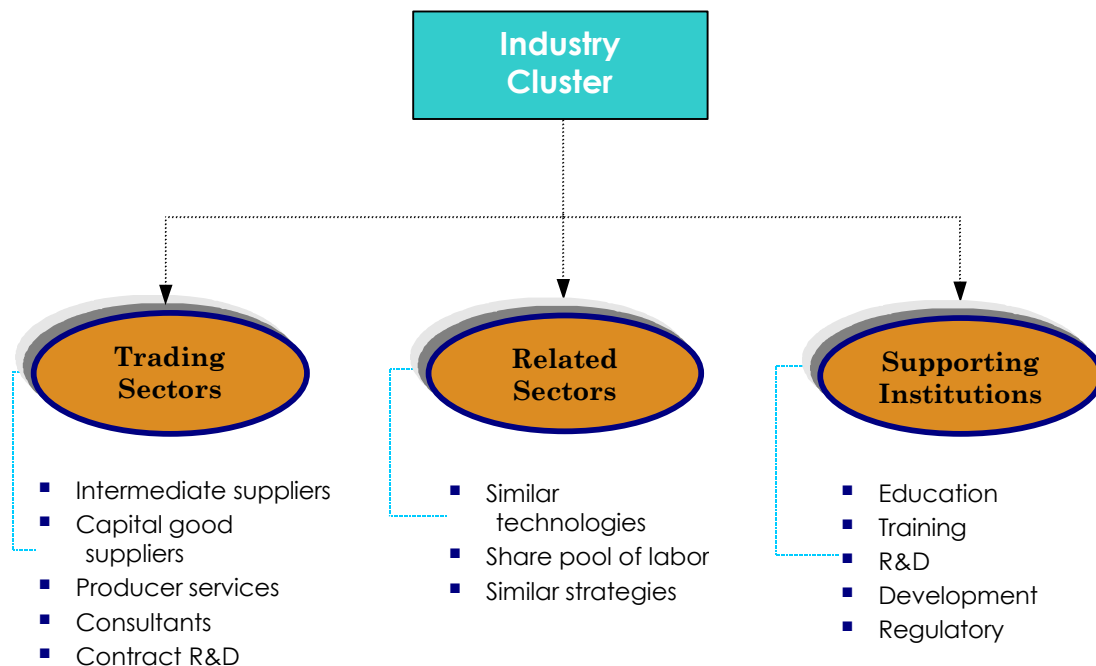 Industry
Cluster
Trading
Sectors
Related
Sectors
Supporting
Institutions
Intermediate suppliers
Capital good
suppliers
Producer services
Consultants
Contract R&D
Similar
technologies
Share pool of labor
Similar strategies
Education
Training
R&D
Development
Regulatory